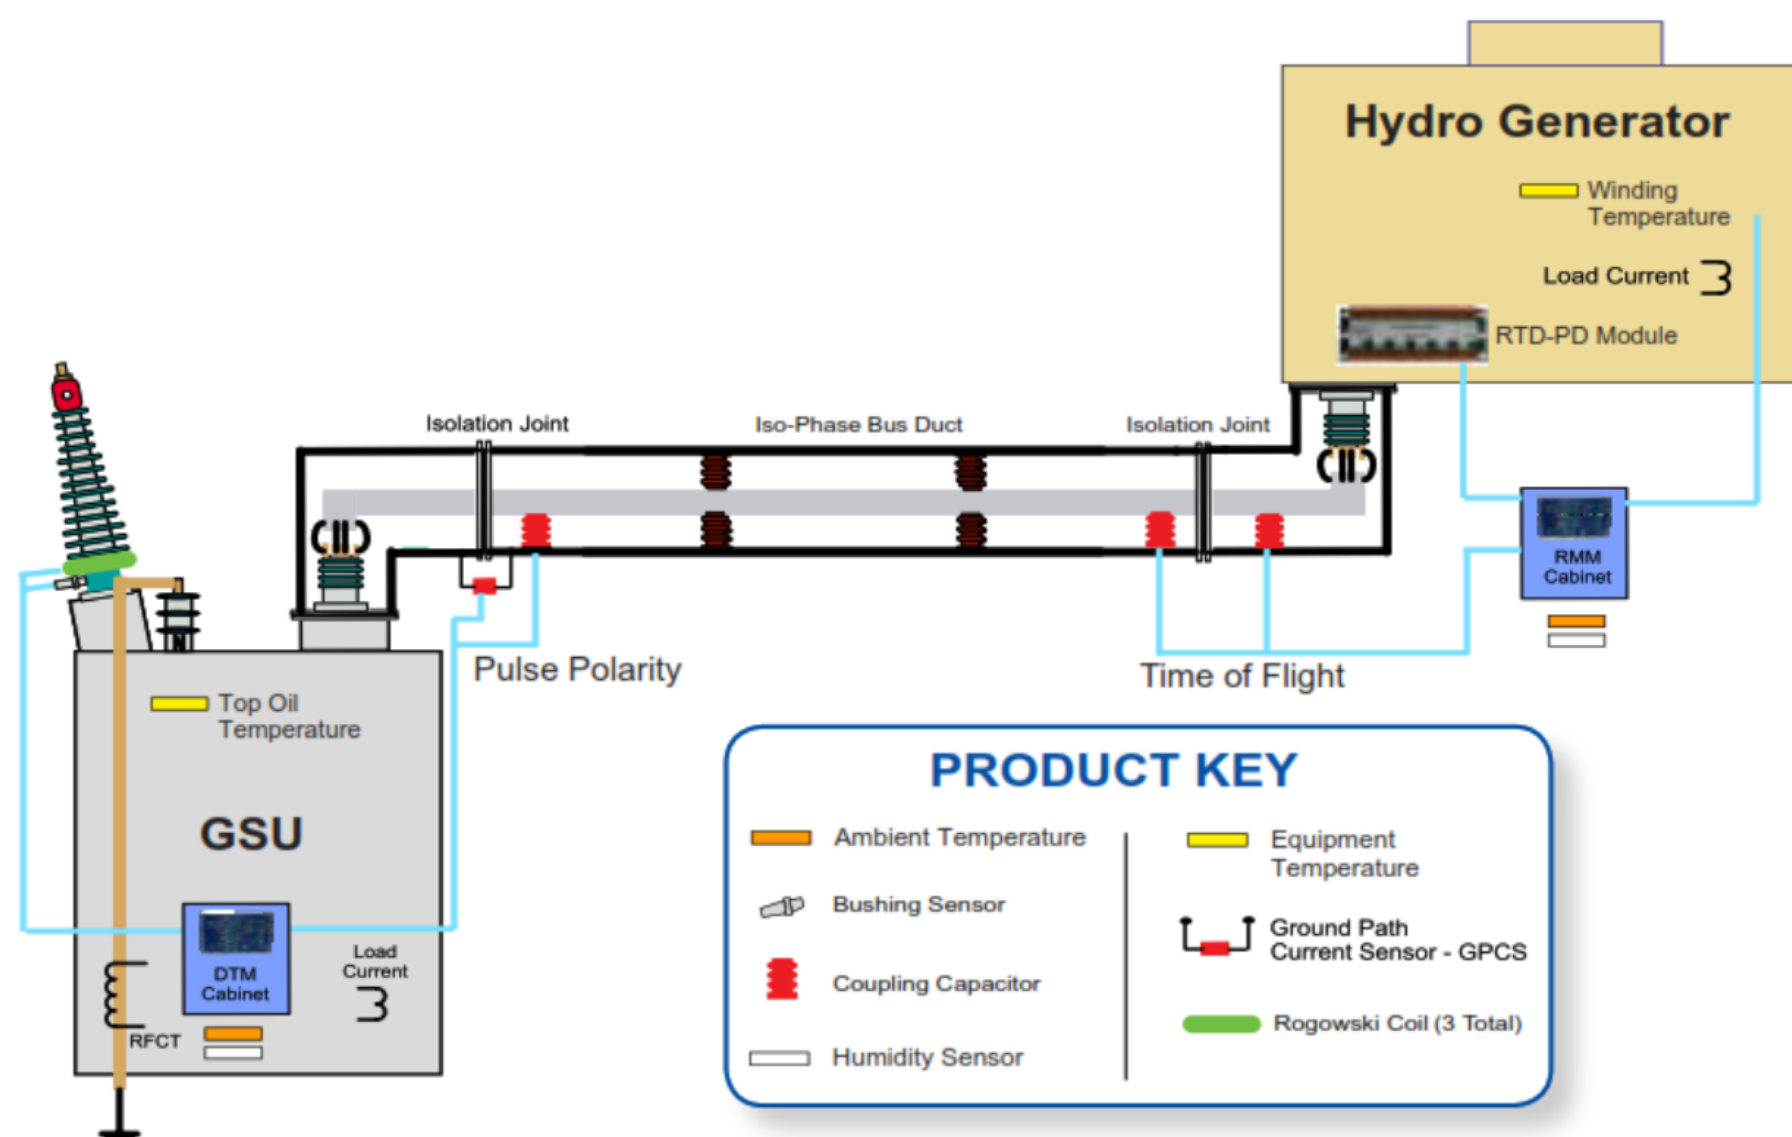 Hydro Generator
Winding
Temperature
Load Current
RTD-PD Module
Isolation Joint
Iso-Phase Bus Duct
Isolation Joint
RMM
Cabinet
Pulse Polarity
Time of Flight
Top Oil
Temperature
GSU
DTM
Cabinet
Load
Current
RFCT
PRODUCT KEY
Ambient Temperature
Bushing Sensor
Coupling Capacitor
Humidity Sensor
Equipment
Temperature
Ground Path
Current Sensor - GPCS
Rogowski Coil (3 Total)